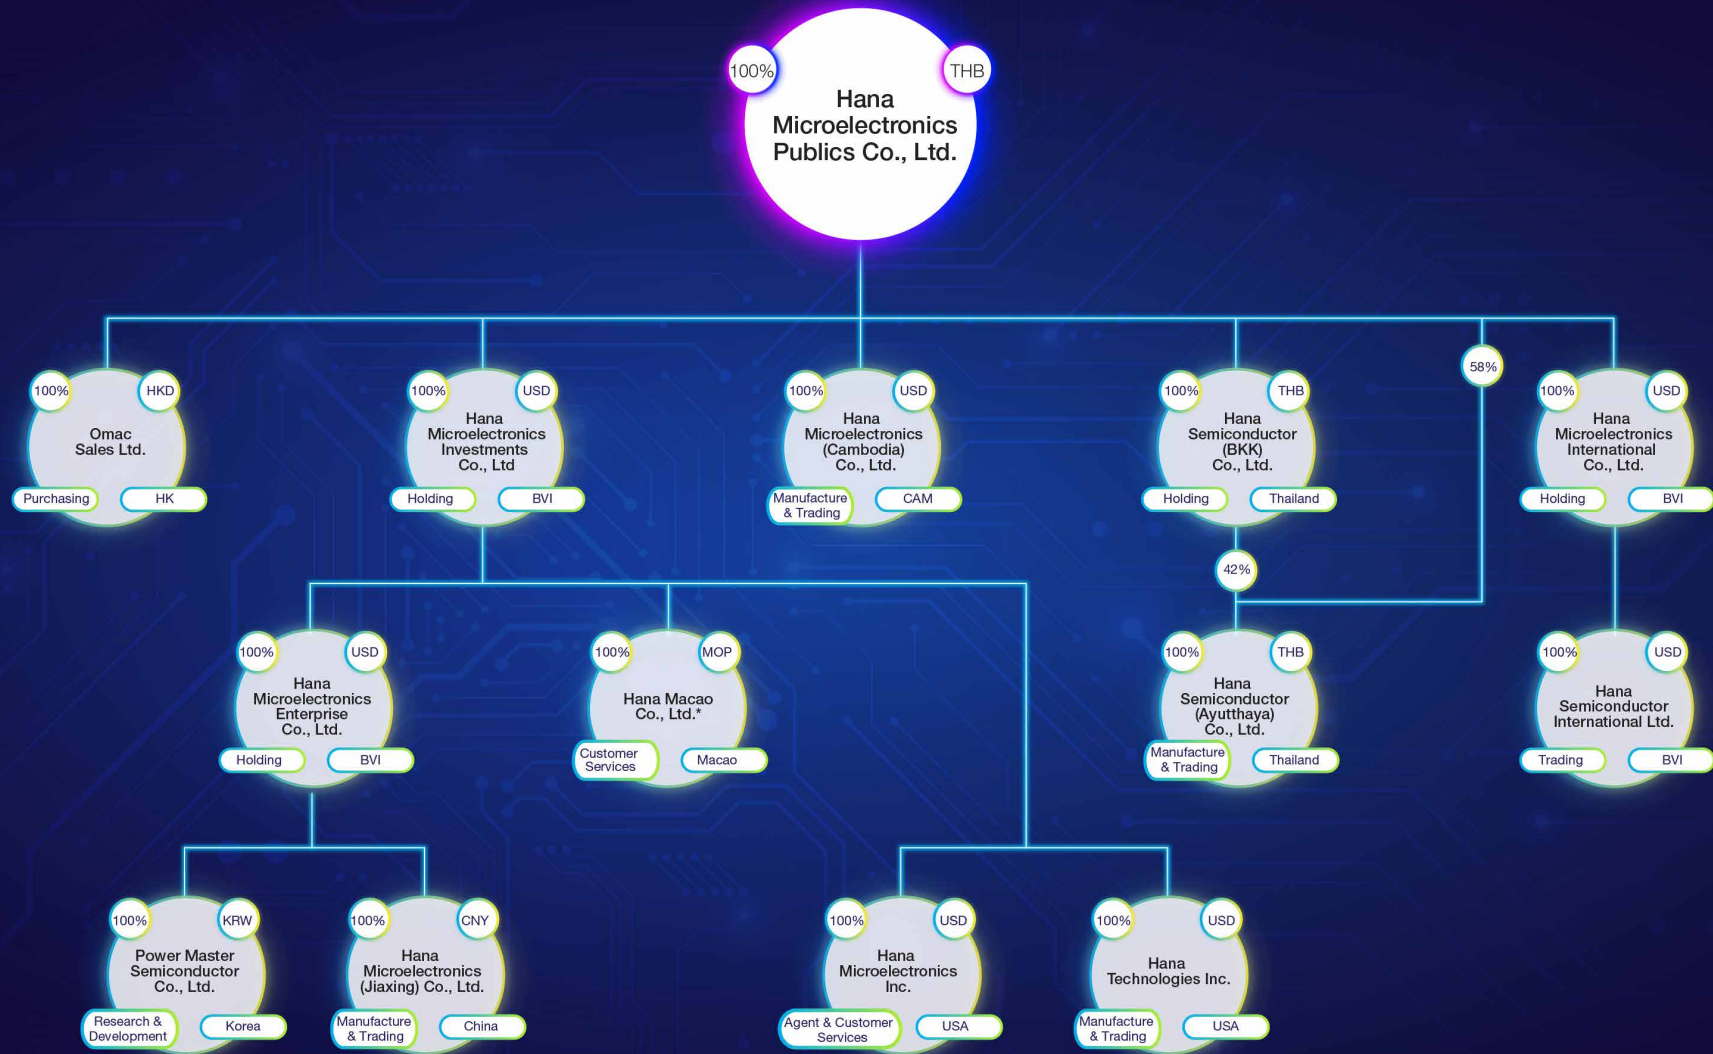 100%
THB
Hana
Microelectronics
Publics Co., Ltd.
58%
100%
HKD
Omac
Sales Ltd.
Purchasing
HK
100%
USD
Hana
Microelectronics
Investments
Co., Ltd
Holding
BVI
100%
USD
Hana
Microelectronics
(Cambodia)
Co., Ltd.
Manufacture
& Trading
CAM
100%
THB
Hana
Semiconductor
(BKK)
Co., Ltd.
Holding
Thailand
100%
USD
Hana
Microelectronics
International
Co., Ltd.
Holding
BVI
42%
100%
USD
Hana
Microelectronics
Enterprise
Co., Ltd.
Holding
BVI
100%
MOP
Hana Macao
Co., Ltd.*
Customer
Services
Macao
100%
THB
Hana
Semiconductor
(Ayutthaya)
Co., Ltd.
Manufacture
& Trading
Thailand
100%
USD
Hana
Semiconductor
International Ltd.
Trading
BVI
100%
KRW
Power Master
Semiconductor
Co., Ltd.
Research &
Development
Korea
100%
CNY
Hana
Microelectronics
(Jiaxing) Co., Ltd.
Manufacture
& Trading
China
100%
USD
Hana
Microelectronics
Inc.
Agent & Customer
Services
USA
100%
USD
Hana
Technologies Inc.
Manufacture
& Trading
USA